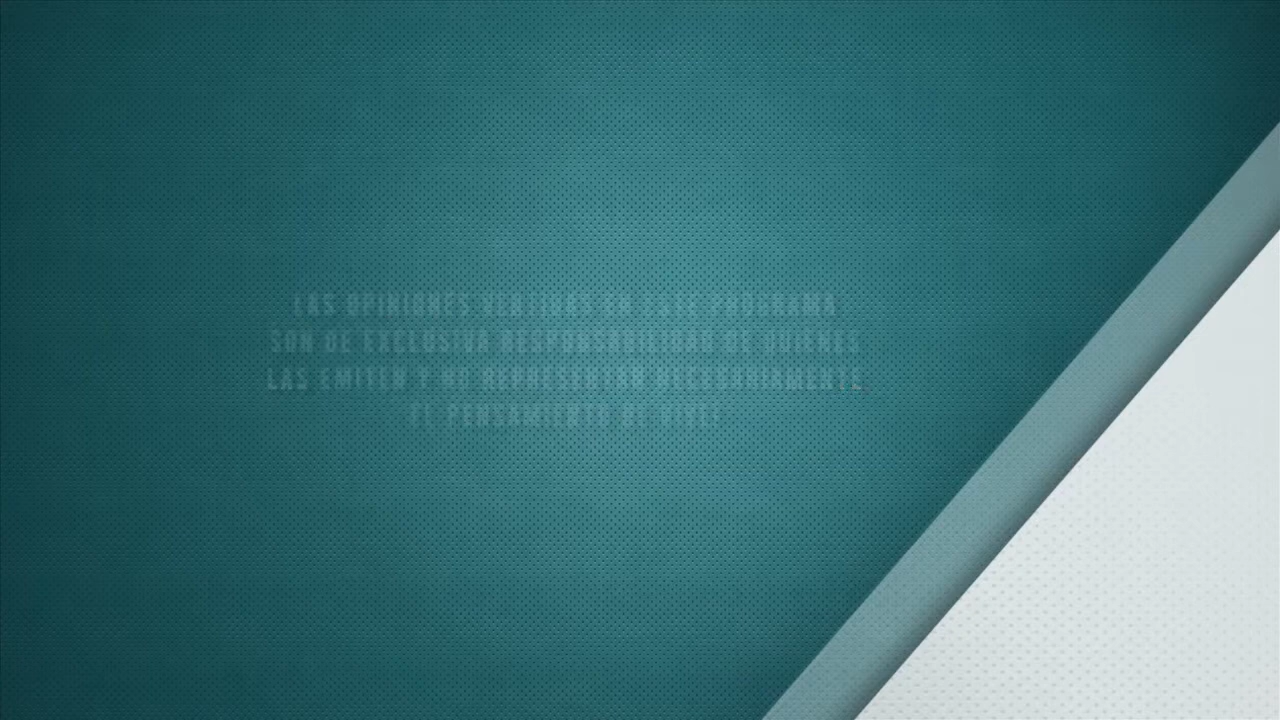 LAS OPINIONES VERTIDAS EN ESTE PROGRAMA
SON DE EXCLUSIVA RESPONSABILIDAD DE QUIENES
LAS EMITEN Y NO REPRESENTAN NECESARIAMENTE
EL PENSAMIENTO DE